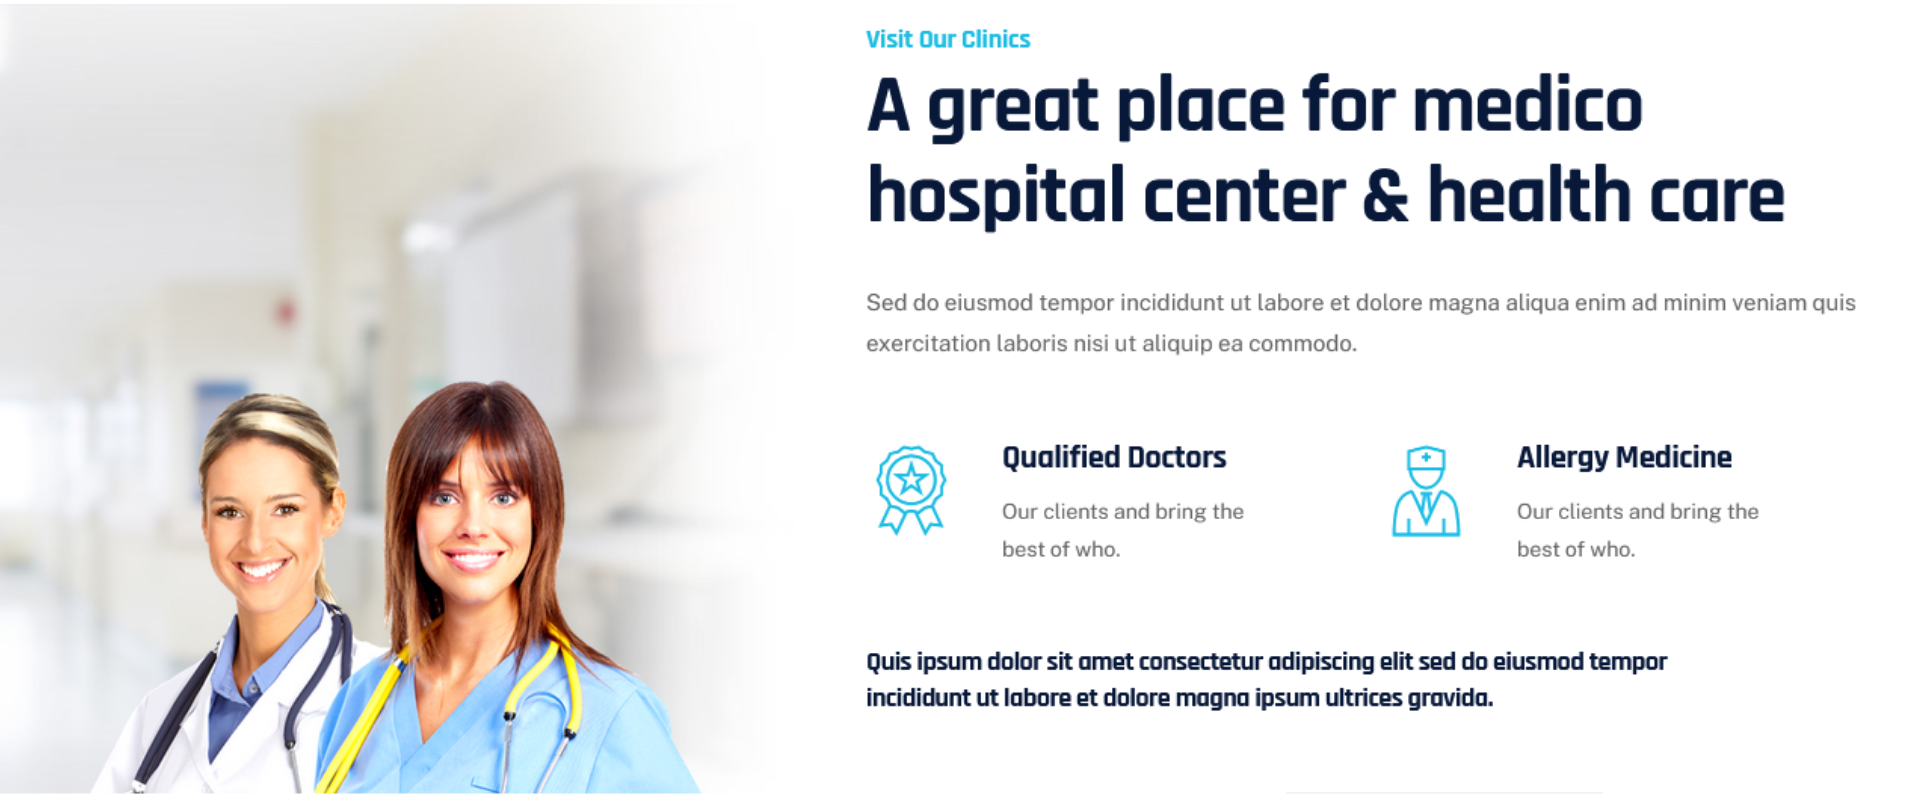 Visit Our Clinics
A great place for medico
hospital center & health care
Sed do eiusmod tempor incididunt ut labore et dolore magna aliqua enim ad minim veniam quis
exercitation laboris nisi ut aliquip ea commodo.
Qualified Doctors
Our clients and bring the
best of who.
Allergy Medicine
Our clients and bring the
best of who.
Quis ipsum dolor sit amet consectetur adipiscing elit sed do eiusmod tempor
incididunt ut labore et dolore magna ipsum ultrices gravida.